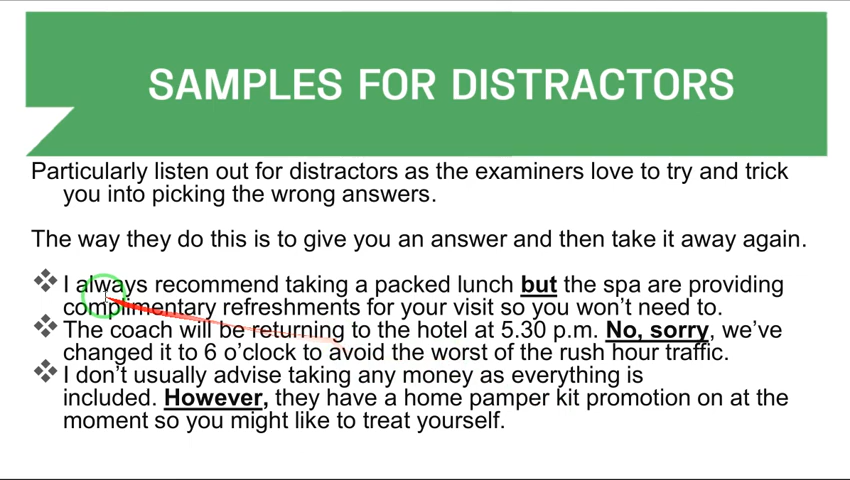 SAMPLES FOR DISTRACTORS
Particularly listen out for distractors as the examiners love to try and trick
you into picking the wrong answers.
The way they do this is to give you an answer and then take it away again.
❖ I always recommend taking a packed lunch but the spa are providing
complimentary refreshments for your visit so you won't need to.
❖ The coach will be returning to the hotel at 5.30 p.m. No, sorry, we've
changed it to 6 o'clock to avoid the worst of the rush hour traffic.
❖ I don't usually advise taking any money as everything is
included. However, they have a home pamper kit promotion on at the
moment so you might like to treat yourself.